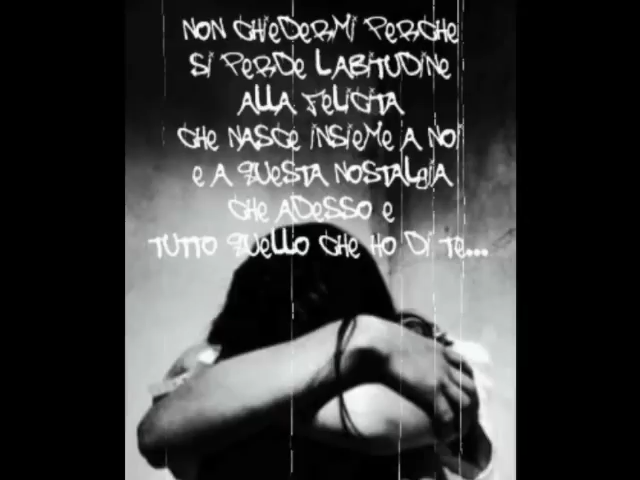 NON CHIEDERMI PERCHE
SI PERDE LABITUDINE
ALLA FELICITA
CHE NASCE INSIEME A NOI
E A QUESTA NOSTALGIA
CHE ADESSO E
TUTTO QUELLO CHE HO DI TE...